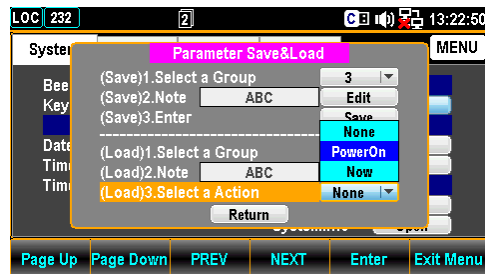 LOC 232 2 C 13:22:50
System MENU
Parameter Save&Load
(Save)1.Select a Group 3
(Save)2.Note ABC Edit
(Save)3.Enter Save
None
PowerOn
Now
(Load)1.Select a Group
(Load)2.Note ABC
(Load)3.Select a Action None
Return
Bee
Key
Date
Tim
Tim
Open
Page Up Page Down PREV NEXT Enter Exit Menu